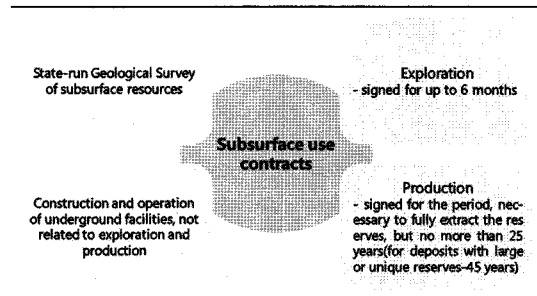 State-run Geological Survey
of subsurface resources
Exploration
- signed for up to 6 months
Subsurface use
contracts
Construction and operation
of underground facilities, not
related to exploration and
production
Production
- signed for the period, nec-
essary to fully extract the res
erves, but no more than 25
years(for deposits with large
or unique reserves-45 years)